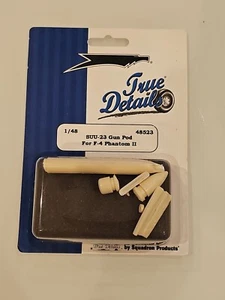 True
Details
1/48
48523
SUU-23 Gun Pod
For F-4 Phantom II
by Squadron Products